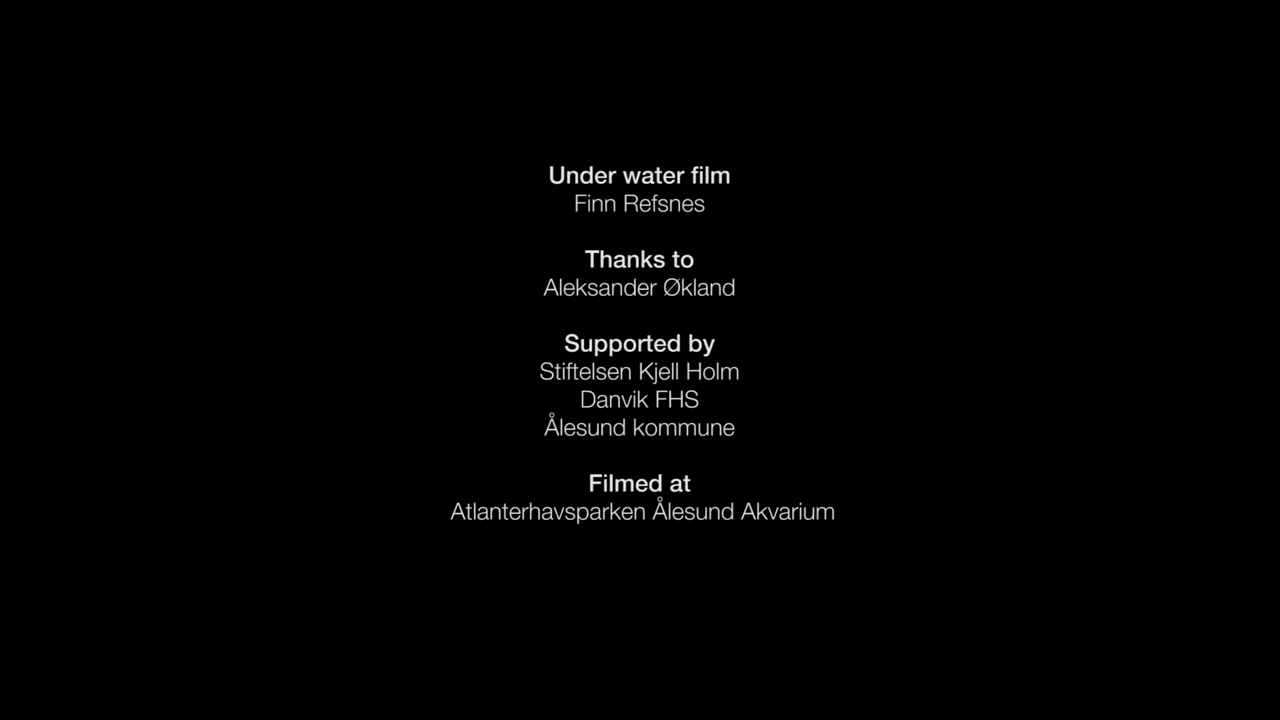 Under water film
Finn Refsnes
Thanks to
Aleksander Økland
Supported by
Stiftelsen Kjell Holm
Danvik FHS
Ålesund kommune
Filmed at
Atlanterhavsparken Ålesund Akvarium